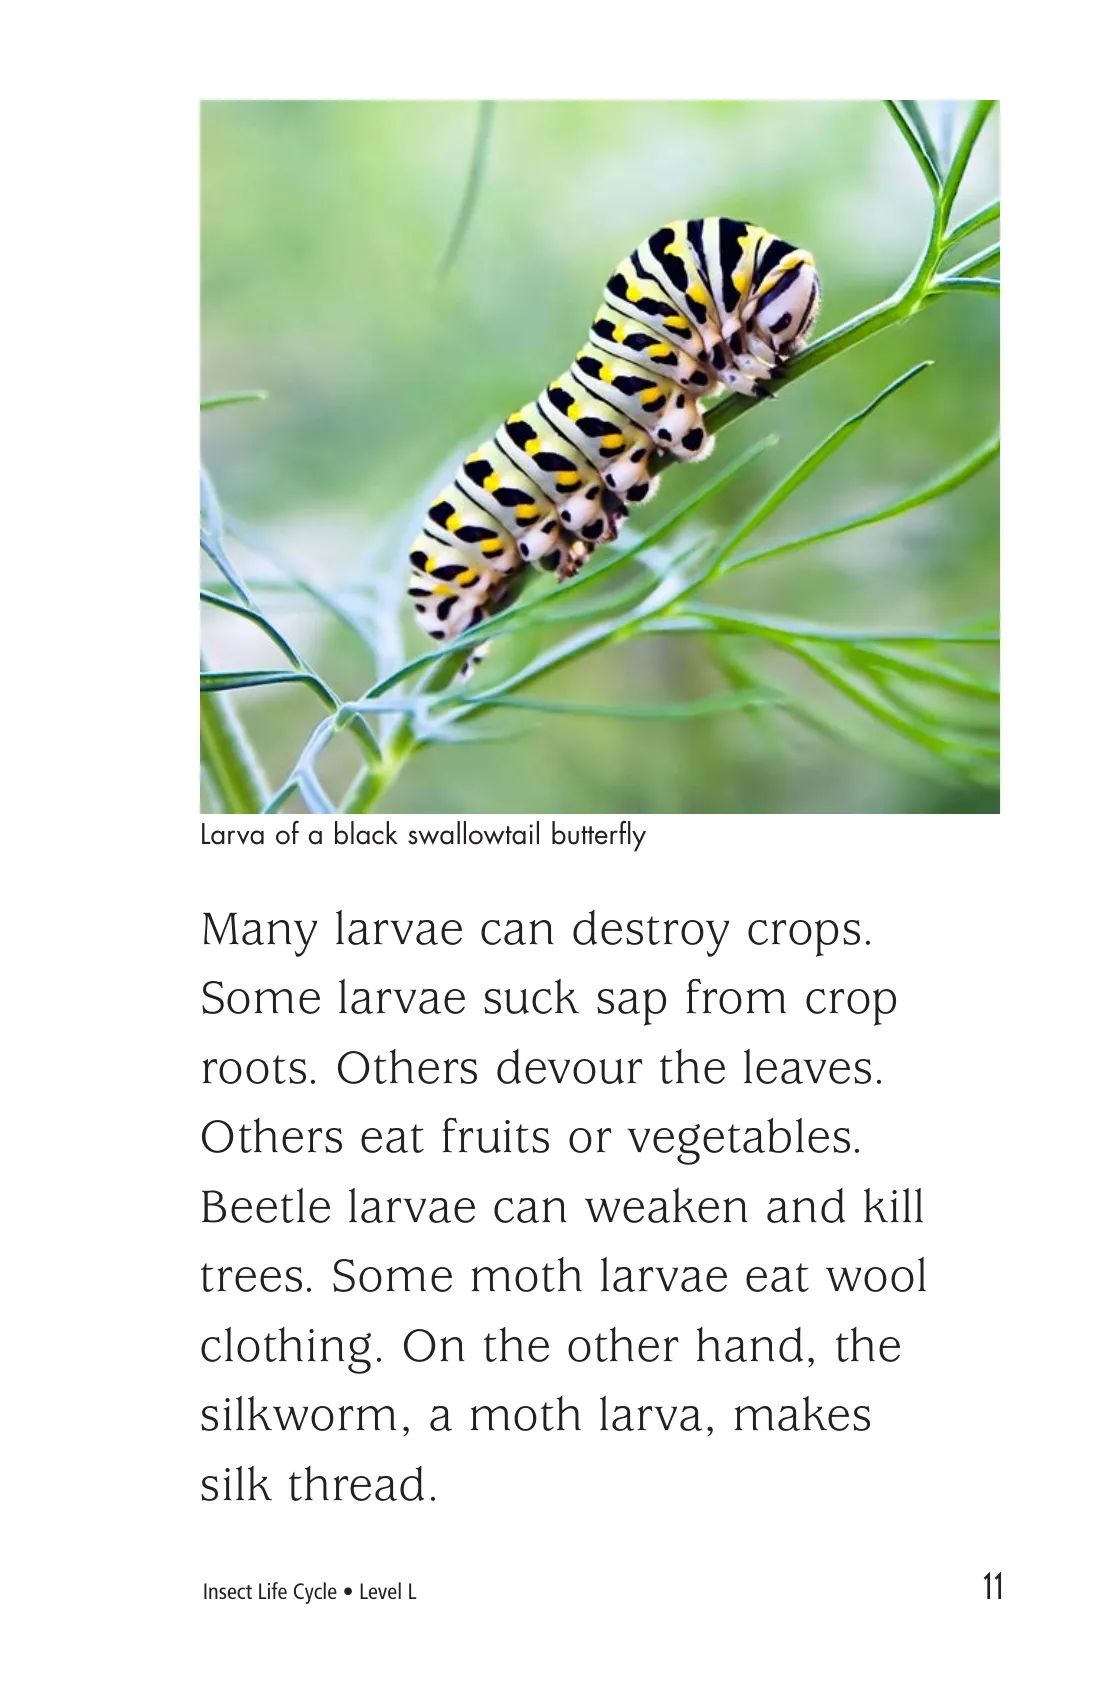 Larva of a black swallowtail butterfly
Many larvae can destroy crops.
Some larvae suck sap from crop
roots. Others devour the leaves.
Others eat fruits or vegetables.
Beetle larvae can weaken and kill
trees. Some moth larvae eat wool
clothing. On the other hand, the
silkworm, a moth larva, makes
silk thread.
Insect Life Cycle • Level L
11